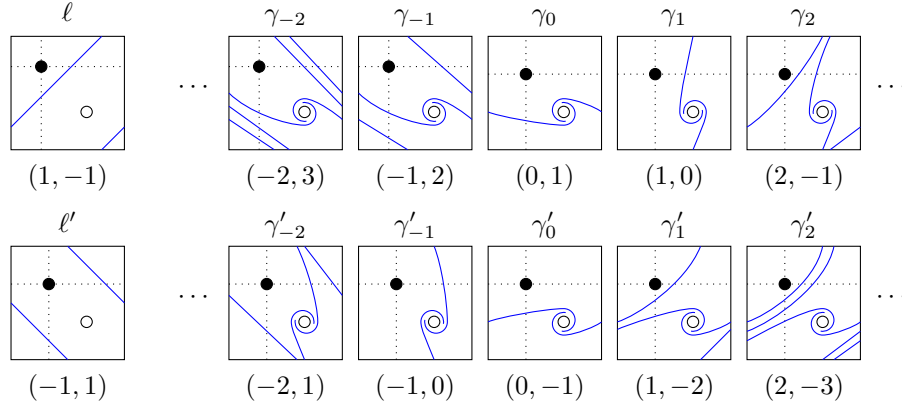 ℓ γ₋₂ γ₋₁ γ₀ γ₁ γ₂
⋯ ⋯
(1, −1) (−2, 3) (−1, 2) (0, 1) (1, 0) (2, −1)
ℓ′ γ′₋₂ γ′₋₁ γ′₀ γ′₁ γ′₂
⋯ ⋯
(−1, 1) (−2, 1) (−1, 0) (0, −1) (1, −2) (2, −3)